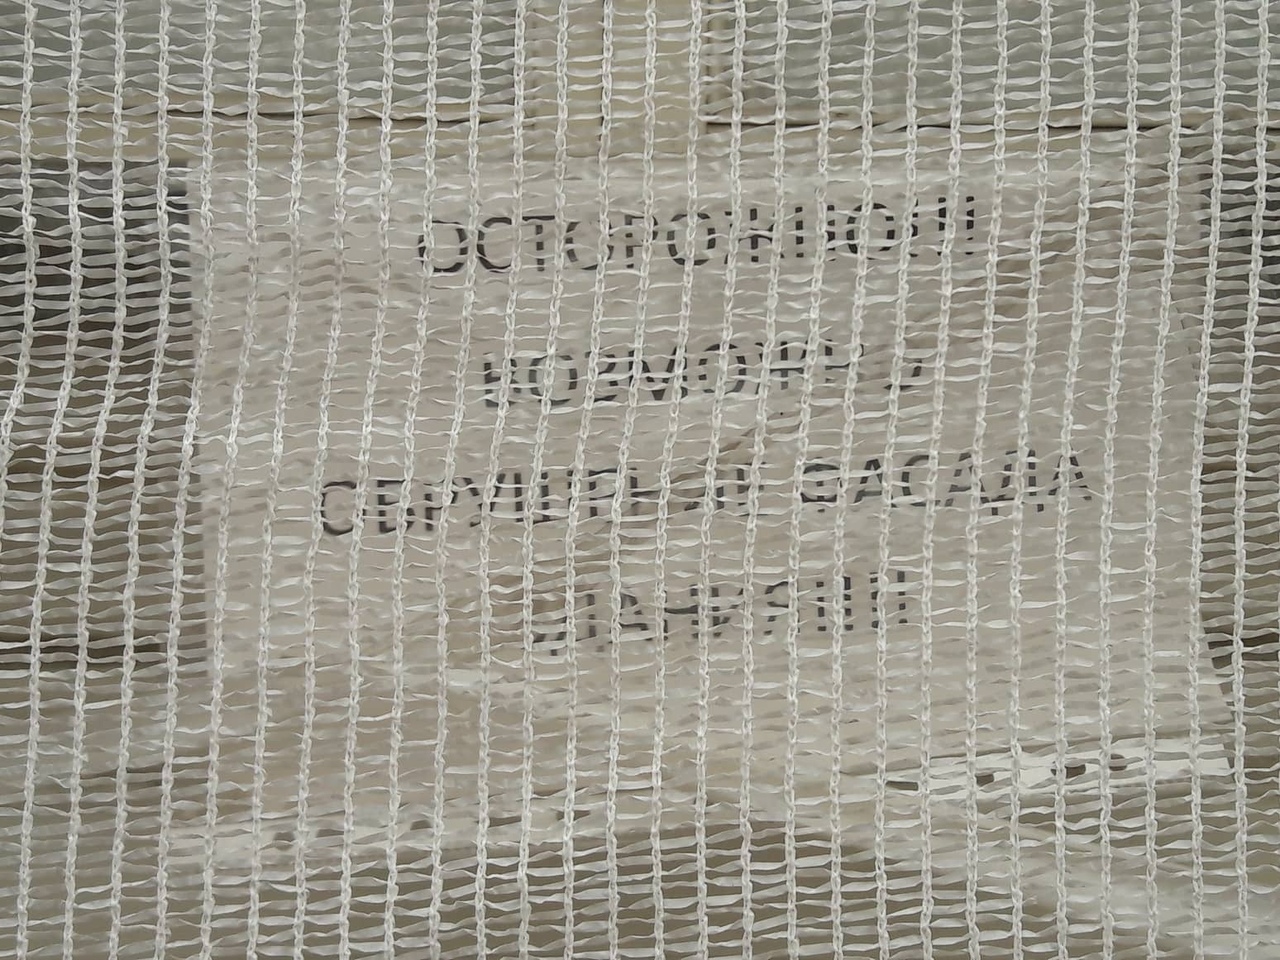 ОСТОРОЖНО!!!
ВОЗМОЖНО
ОБРУШЕНИЕ ФАСАДА
ЗДАНИЯ!!!